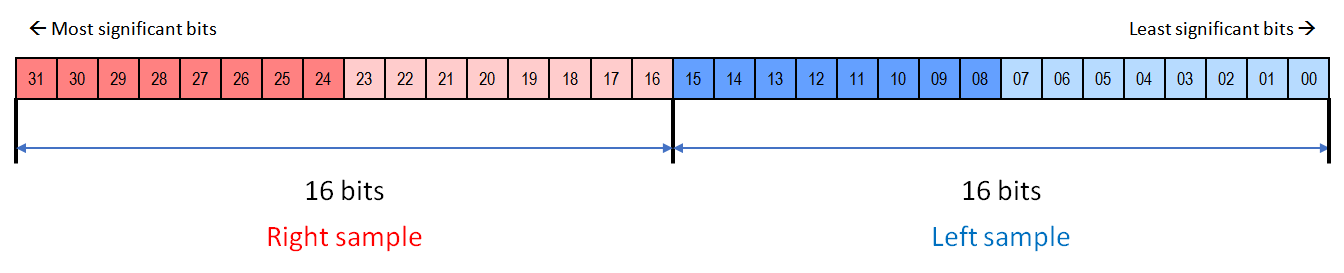 ← Most significant bits Least significant bits →
31 30 29 28 27 26 25 24 23 22 21 20 19 18 17 16 15 14 13 12 11 10 09 08 07 06 05 04 03 02 01 00
16 bits 16 bits
Right sample Left sample